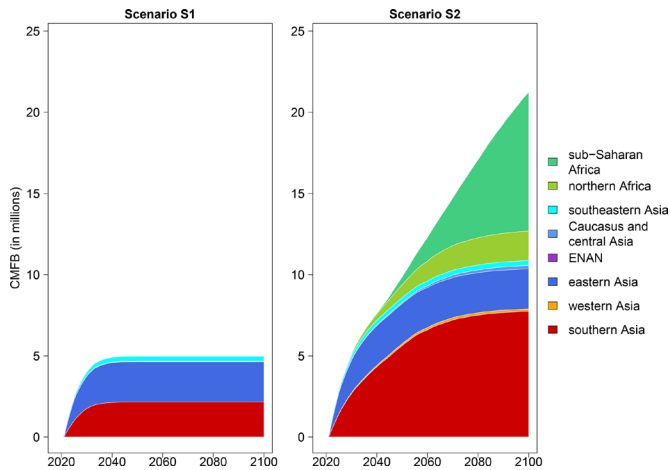 Scenario S1
Scenario S2
CMFB (in millions)
25
20
15
10
5
0
2020 2040 2060 2080 2100
25
20
15
10
5
0
2020 2040 2060 2080 2100
sub−Saharan
Africa
northern Africa
southeastern Asia
Caucasus and
central Asia
ENAN
eastern Asia
western Asia
southern Asia